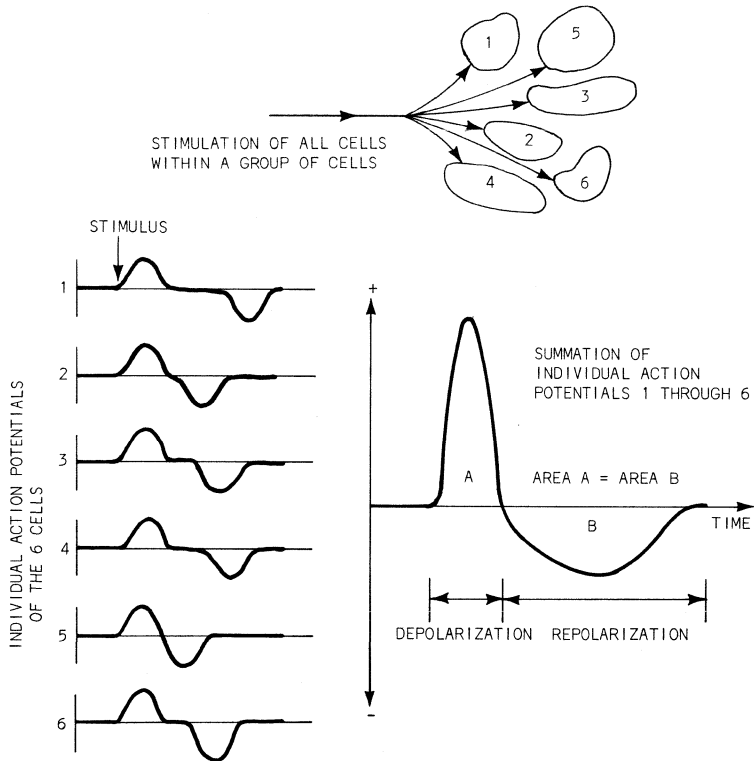 1
5
3
2
4
6
STIMULATION OF ALL CELLS
WITHIN A GROUP OF CELLS
STIMULUS
1
2
3
4
5
6
INDIVIDUAL ACTION POTENTIALS
OF THE 6 CELLS
+
SUMMATION OF
INDIVIDUAL ACTION
POTENTIALS 1 THROUGH 6
A
AREA A = AREA B
B
TIME
DEPOLARIZATION
REPOLARIZATION
-